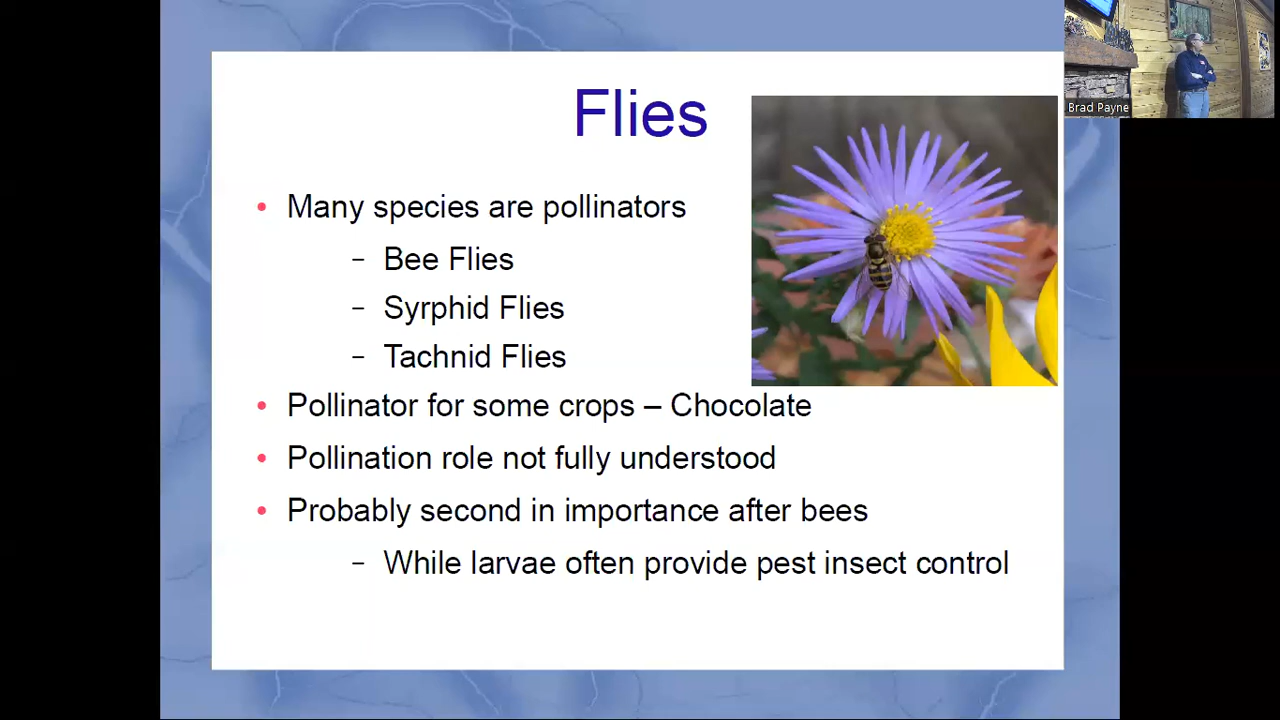 Flies
Many species are pollinators
– Bee Flies
– Syrphid Flies
– Tachnid Flies
Pollinator for some crops – Chocolate
Pollination role not fully understood
Probably second in importance after bees
– While larvae often provide pest insect control
Brad Payne